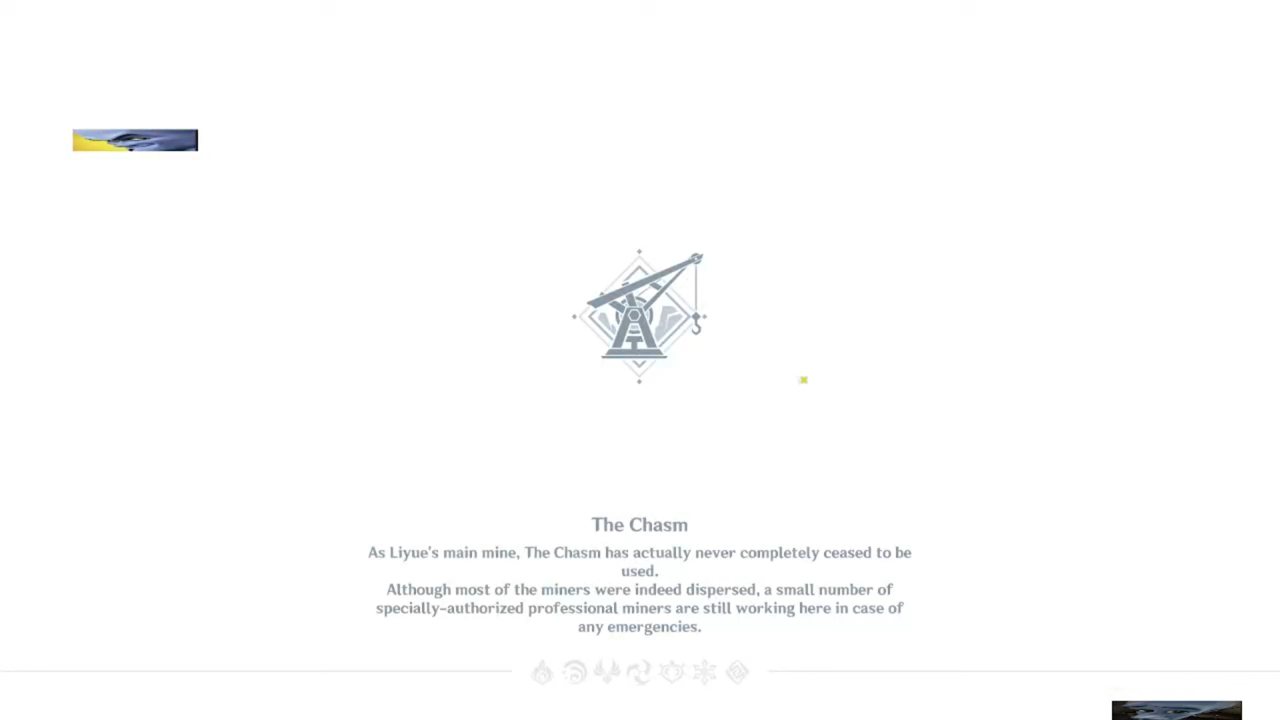 The Chasm
As Liyue's main mine, The Chasm has actually never completely ceased to be
used.
Although most of the miners were indeed dispersed, a small number of
specially-authorized professional miners are still working here in case of
any emergencies.